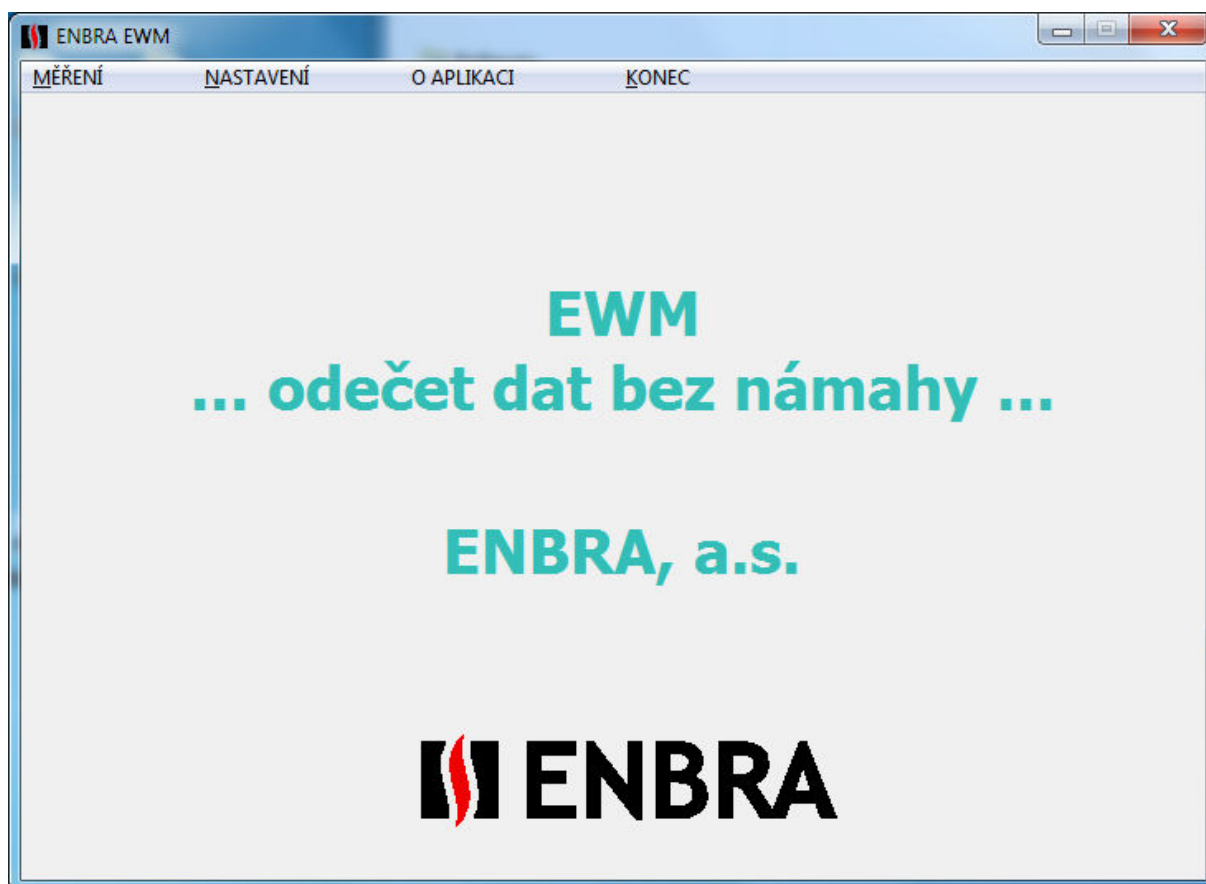 ENBRA EWM
MĚŘENÍ NASTAVENÍ O APLIKACI KONEC
EWM
... odečet dat bez námahy ...
ENBRA, a.s.
ENBRA